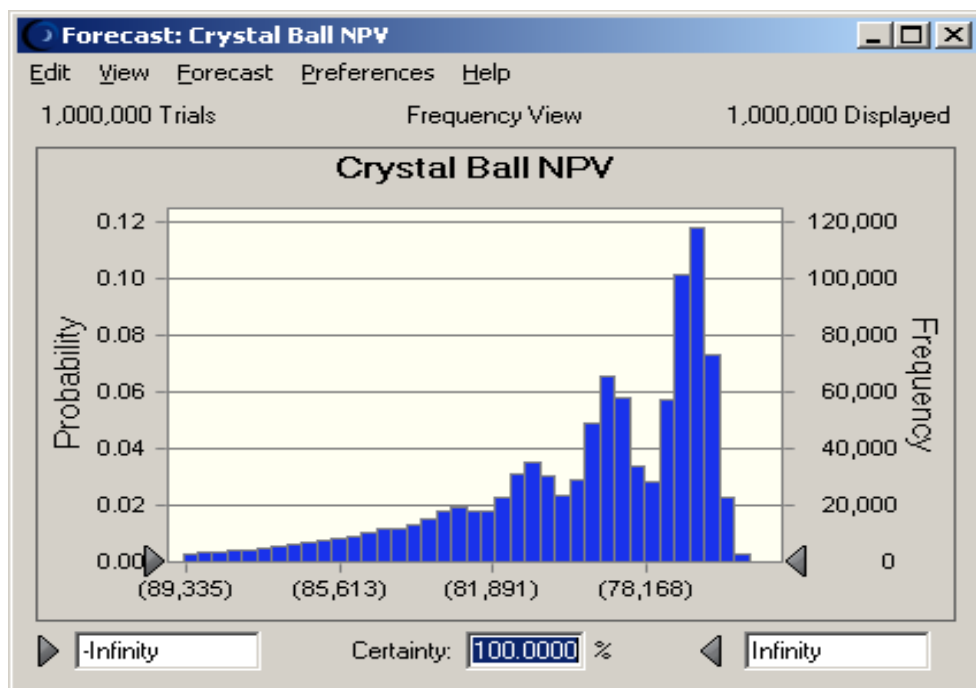 Forecast: Crystal Ball NPV
Edit View Forecast Preferences Help
1,000,000 Trials Frequency View 1,000,000 Displayed
Crystal Ball NPV
Probability
0.12
0.10
0.08
0.06
0.04
0.02
0.00
120,000
100,000
80,000
60,000
40,000
20,000
0
Frequency
(89,335) (85,613) (81,891) (78,168)
-Infinity Certainty: 100.0000 % Infinity